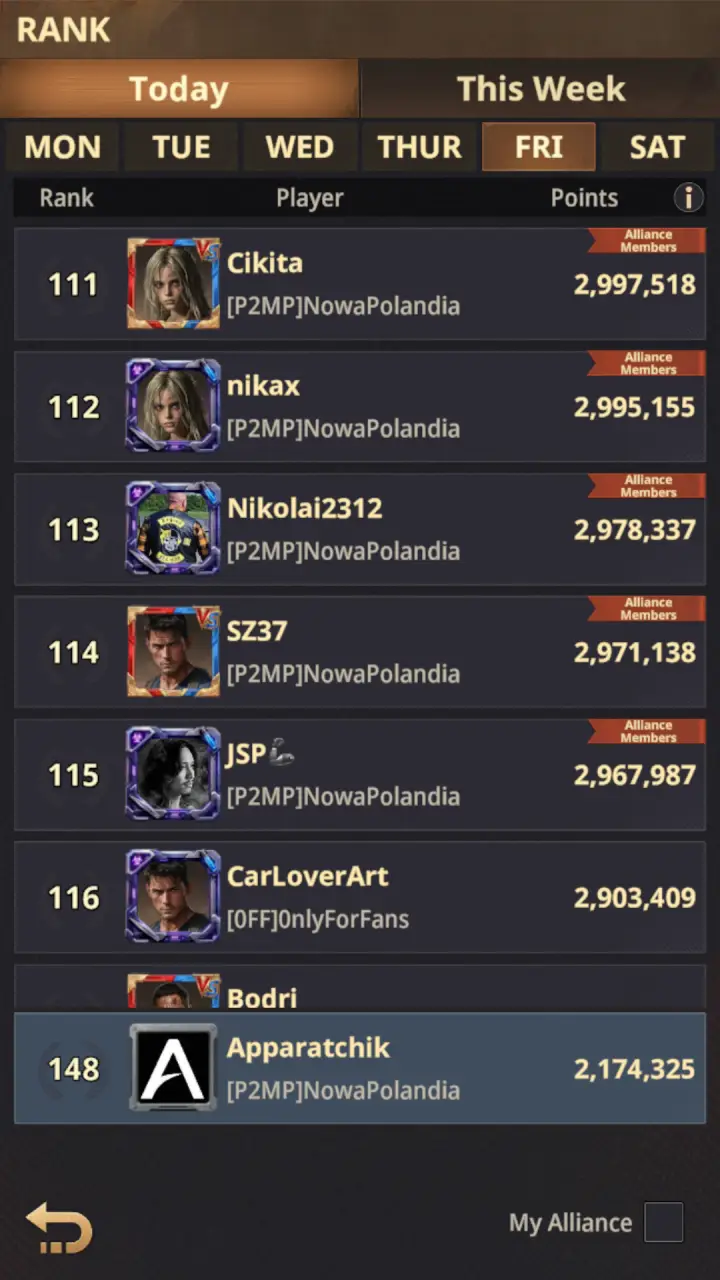 RANK
Today
This Week
MON
TUE
WED
THUR
FRI
SAT
Rank
Player
Points
Alliance
Members
111
Cikita
[P2MP]NowaPolandia
2,997,518
Alliance
Members
112
nikax
[P2MP]NowaPolandia
2,995,155
Alliance
Members
113
Nikolai2312
[P2MP]NowaPolandia
2,978,337
Alliance
Members
114
SZ37
[P2MP]NowaPolandia
2,971,138
Alliance
Members
115
JSP💪
[P2MP]NowaPolandia
2,967,987
116
CarLoverArt
[0FF]0nlyForFans
2,903,409
Bodri
148
Apparatchik
[P2MP]NowaPolandia
2,174,325
My Alliance